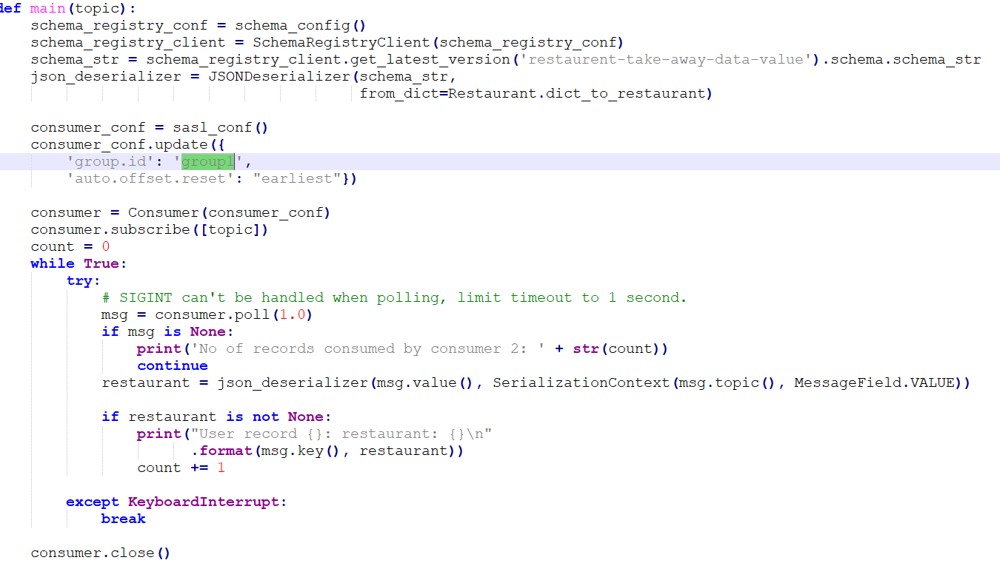 def main(topic):
    schema_registry_conf = schema_config()
    schema_registry_client = SchemaRegistryClient(schema_registry_conf)
    schema_str = schema_registry_client.get_latest_version('restaurent-take-away-data-value').schema.schema_str
    json_deserializer = JSONDeserializer(schema_str,
                                         from_dict=Restaurant.dict_to_restaurant)

    consumer_conf = sasl_conf()
    consumer_conf.update({
        'group.id': 'group1',
        'auto.offset.reset': "earliest"})

    consumer = Consumer(consumer_conf)
    consumer.subscribe([topic])
    count = 0
    while True:
        try:
            # SIGINT can't be handled when polling, limit timeout to 1 second.
            msg = consumer.poll(1.0)
            if msg is None:
                print('No of records consumed by consumer 2: ' + str(count))
                continue
            restaurant = json_deserializer(msg.value(), SerializationContext(msg.topic(), MessageField.VALUE))

            if restaurant is not None:
                print("User record {}: restaurant: {}\n"
                      .format(msg.key(), restaurant))
                count += 1

        except KeyboardInterrupt:
            break

    consumer.close()